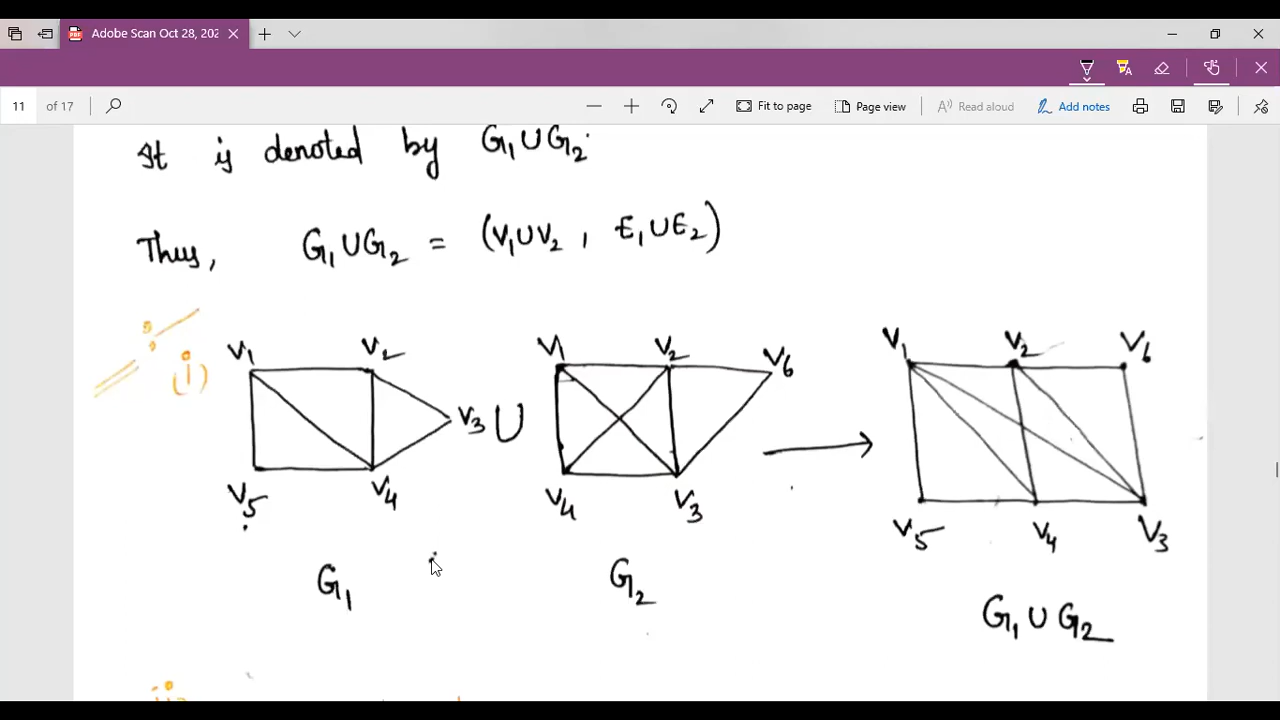 Adobe Scan Oct 28, 202
11 of 17
Fit to page
Page view
Read aloud
Add notes
It is denoted by G₁∪G₂.
Thus, G₁∪G₂ = (V₁∪V₂, E₁∪E₂)
(i)
V₁ V₂ V₁ V₂ V₆ V₁ V₂ V₆
V₃ ∪
V₅ V₄ V₄ V₃ V₅ V₄ V₃
G₁ G₂ G₁∪G₂